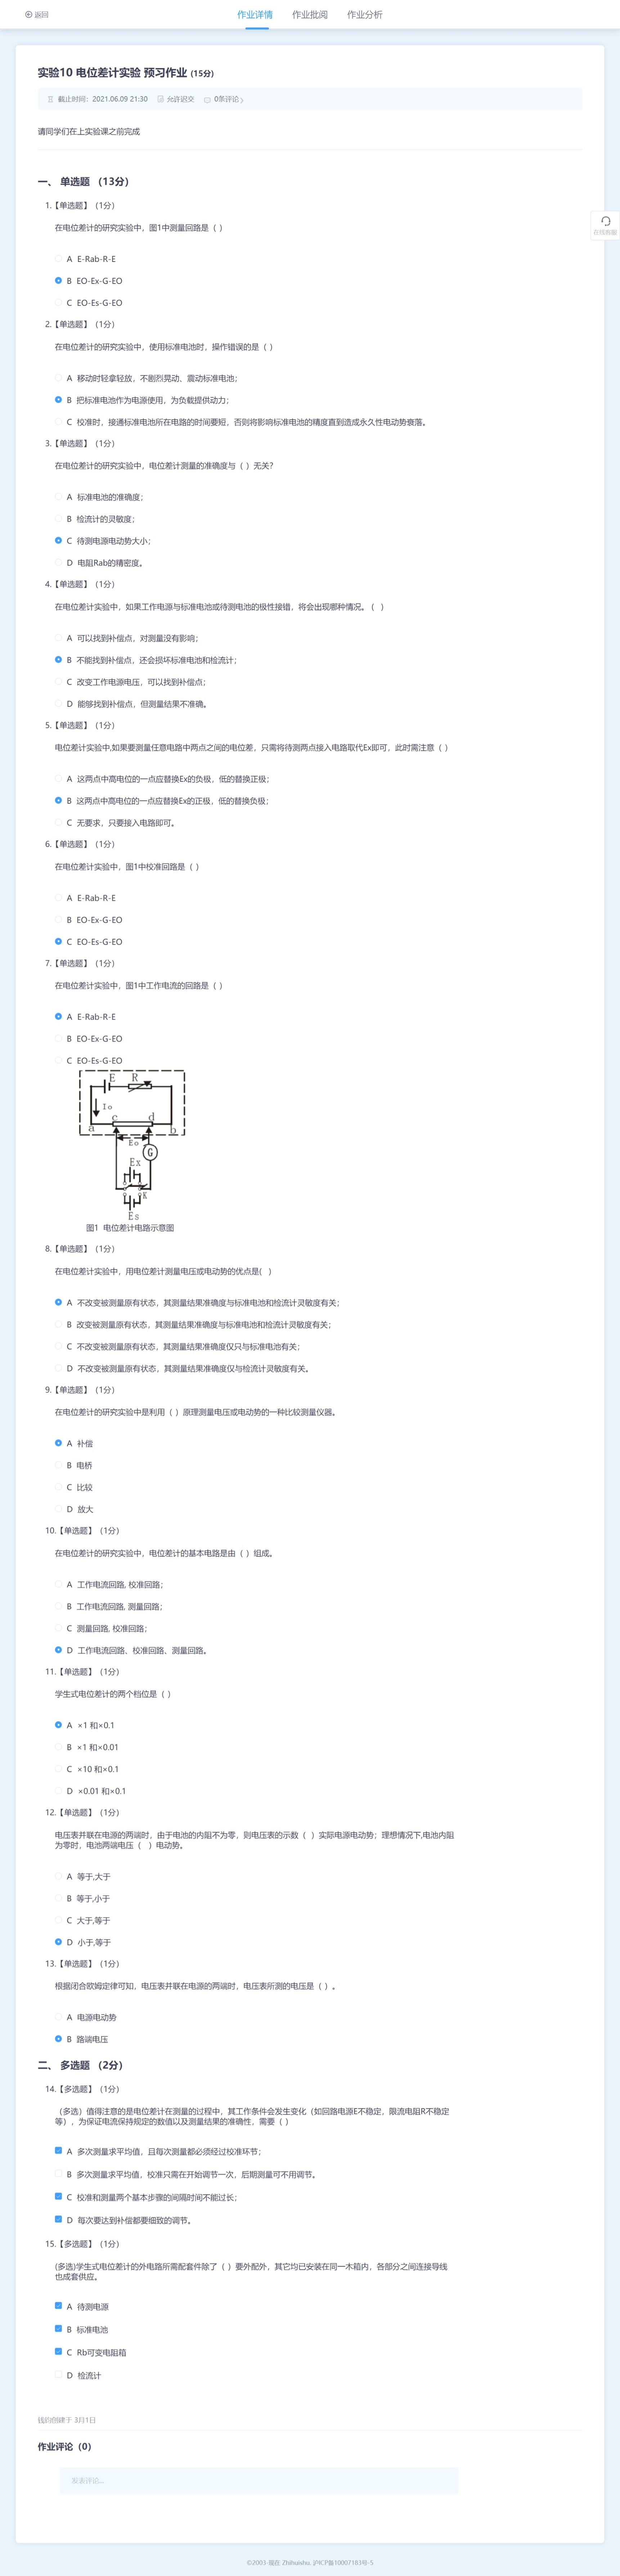 返回
作业详情 作业批阅 作业分析
实验10 电位差计实验 预习作业 (15分)
截止时间：2021.06.09 21:30 允许迟交 0条评论
请同学们在上实验课之前完成
在线客服
一、 单选题 （13分）
1.【单选题】（1分）
在电位差计的研究实验中，图1中测量回路是（ ）
A E-Rab-R-E
B EO-Ex-G-EO
C EO-Es-G-EO
2.【单选题】（1分）
在电位差计的研究实验中，使用标准电池时，操作错误的是（ ）
A 移动时轻拿轻放，不剧烈晃动、震动标准电池；
B 把标准电池作为电源使用，为负载提供动力；
C 校准时，接通标准电池所在电路的时间要短，否则将影响标准电池的精度直到造成永久性电动势衰落。
3.【单选题】（1分）
在电位差计的研究实验中，电位差计测量的准确度与（ ）无关？
A 标准电池的准确度；
B 检流计的灵敏度；
C 待测电源电动势大小；
D 电阻Rab的精密度。
4.【单选题】（1分）
在电位差计实验中，如果工作电源与标准电池或待测电池的极性接错，将会出现哪种情况。（ ）
A 可以找到补偿点，对测量没有影响；
B 不能找到补偿点，还会损坏标准电池和检流计；
C 改变工作电源电压，可以找到补偿点；
D 能够找到补偿点，但测量结果不准确。
5.【单选题】（1分）
电位差计实验中,如果要测量任意电路中两点之间的电位差，只需将待测两点接入电路取代Ex即可，此时需注意（ ）
A 这两点中高电位的一点应替换Ex的负极，低的替换正极；
B 这两点中高电位的一点应替换Ex的正极，低的替换负极；
C 无要求，只要接入电路即可。
6.【单选题】（1分）
在电位差计实验中，图1中校准回路是（ ）
A E-Rab-R-E
B EO-Ex-G-EO
C EO-Es-G-EO
7.【单选题】（1分）
在电位差计实验中，图1中工作电流的回路是（ ）
A E-Rab-R-E
B EO-Ex-G-EO
C EO-Es-G-EO
E R
Io
c d
a b
Eo
G
Ex
K
Es
图1 电位差计电路示意图
8.【单选题】（1分）
在电位差计实验中，用电位差计测量电压或电动势的优点是( )
A 不改变被测量原有状态，其测量结果准确度与标准电池和检流计灵敏度有关；
B 改变被测量原有状态，其测量结果准确度与标准电池和检流计灵敏度有关；
C 不改变被测量原有状态，其测量结果准确度仅只与标准电池有关；
D 不改变被测量原有状态，其测量结果准确度仅与检流计灵敏度有关。
9.【单选题】（1分）
在电位差计的研究实验中是利用（ ）原理测量电压或电动势的一种比较测量仪器。
A 补偿
B 电桥
C 比较
D 放大
10.【单选题】（1分）
在电位差计的研究实验中，电位差计的基本电路是由（ ）组成。
A 工作电流回路, 校准回路；
B 工作电流回路, 测量回路；
C 测量回路, 校准回路；
D 工作电流回路、校准回路、测量回路。
11.【单选题】（1分）
学生式电位差计的两个档位是（ ）
A ×1 和×0.1
B ×1 和×0.01
C ×10 和×0.1
D ×0.01 和×0.1
12.【单选题】（1分）
电压表并联在电源的两端时，由于电池的内阻不为零，则电压表的示数（ ）实际电源电动势；理想情况下,电池内阻
为零时，电池两端电压（ ）电动势。
A 等于,大于
B 等于,小于
C 大于,等于
D 小于,等于
13.【单选题】（1分）
根据闭合欧姆定律可知，电压表并联在电源的两端时，电压表所测的电压是（ ）。
A 电源电动势
B 路端电压
二、 多选题 （2分）
14.【多选题】（1分）
（多选）值得注意的是电位差计在测量的过程中，其工作条件会发生变化（如回路电源E不稳定，限流电阻R不稳定
等），为保证电流保持规定的数值以及测量结果的准确性，需要（ ）
A 多次测量求平均值，且每次测量都必须经过校准环节；
B 多次测量求平均值，校准只需在开始调节一次，后期测量可不用调节。
C 校准和测量两个基本步骤的间隔时间不能过长；
D 每次要达到补偿都要细致的调节。
15.【多选题】（1分）
(多选)学生式电位差计的外电路所需配套件除了（ ）要外配外，其它均已安装在同一木箱内，各部分之间连接导线
也成套供应。
A 待测电源
B 标准电池
C Rb可变电阻箱
D 检流计
钱钧创建于 3月1日
作业评论（0）
发表评论...
©2003-现在 Zhihuishu. 沪ICP备10007183号-5